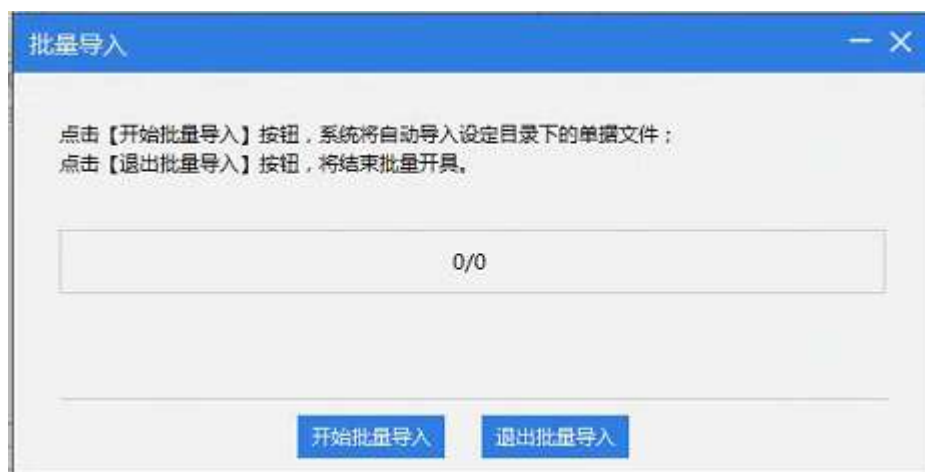 批量导入
点击【开始批量导入】按钮，系统将自动导入设定目录下的单据文件；
点击【退出批量导入】按钮，将结束批量开具。
0/0
开始批量导入 退出批量导入